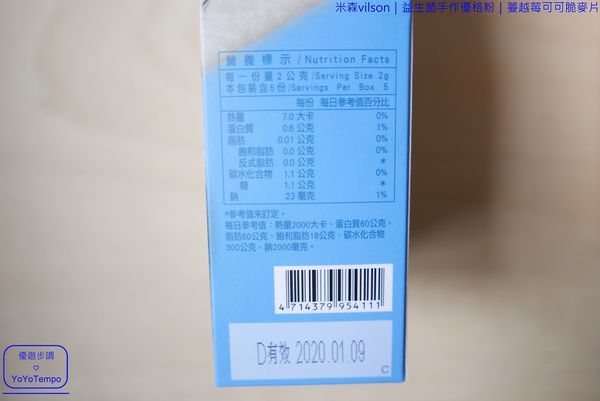 米森vilson｜益生菌手作優格粉｜蔓越莓可可脆麥片
營養標示/Nutrition Facts
每一份量2公克/Serving Size 2g
本包裝含5份/Servings Per Box 5
每份 每日參考值百分比
熱量 7.0 大卡 0%
蛋白質 0.6 公克 1%
脂肪 0.01 公克 0%
飽和脂肪 0.0 公克 0%
反式脂肪 0.0 公克 *
碳水化合物 1.1 公克 0%
糖 1.1 公克 *
鈉 23 毫克 1%
*參考值未訂定。
每日參考值：熱量2000大卡、蛋白質60公克、
脂肪60公克、飽和脂肪18公克、碳水化合物
300公克、鈉2000毫克。
4 714379 954111
D有效 2020.01.09
C
優遊步調
♡
YoYoTempo